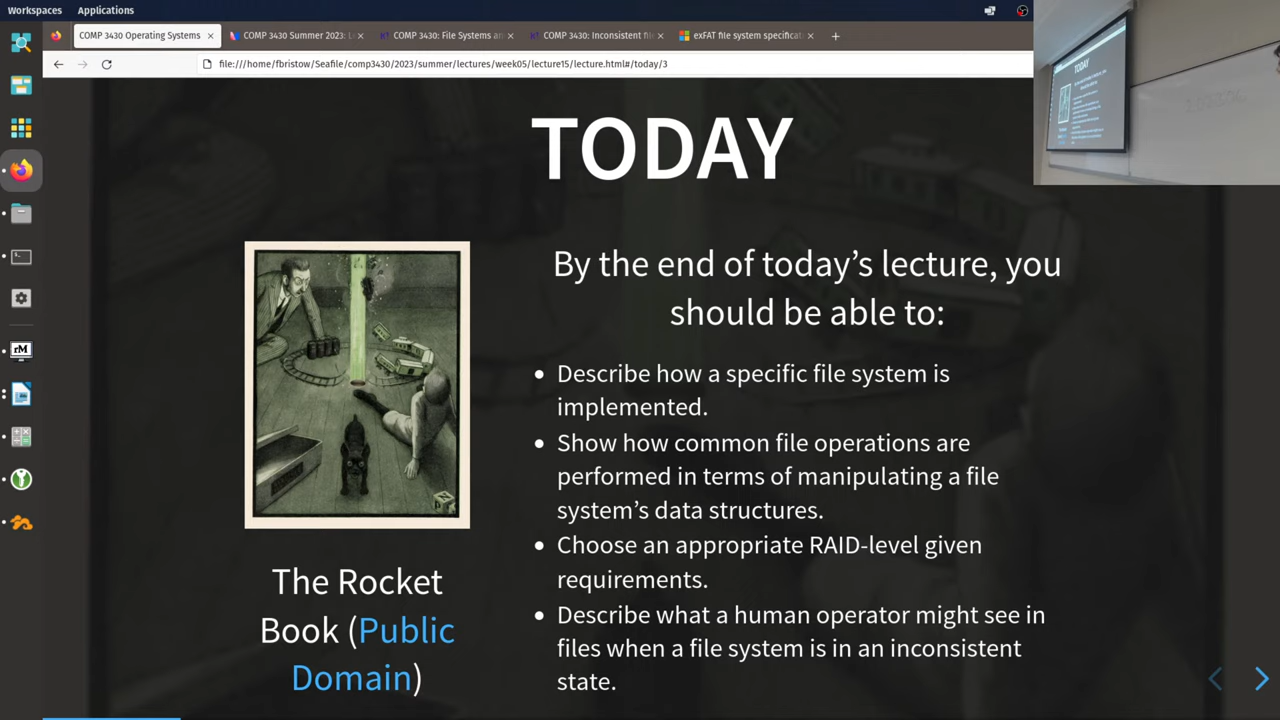 Workspaces Applications
COMP 3430 Operating Systems
COMP 3430 Summer 2023: L
COMP 3430: File Systems an
COMP 3430: Inconsistent fil
exFAT file system specificat
file:///home/fbristow/Seafile/comp3430/2023/summer/lectures/week05/lecture15/lecture.html#/today/3
rM
TODAY
By the end of today’s lecture, you
should be able to:
• Describe how a specific file system is
implemented.
• Show how common file operations are
performed in terms of manipulating a file
system’s data structures.
• Choose an appropriate RAID-level given
requirements.
• Describe what a human operator might see in
files when a file system is in an inconsistent
state.
The Rocket
Book (Public
Domain)
TODAY